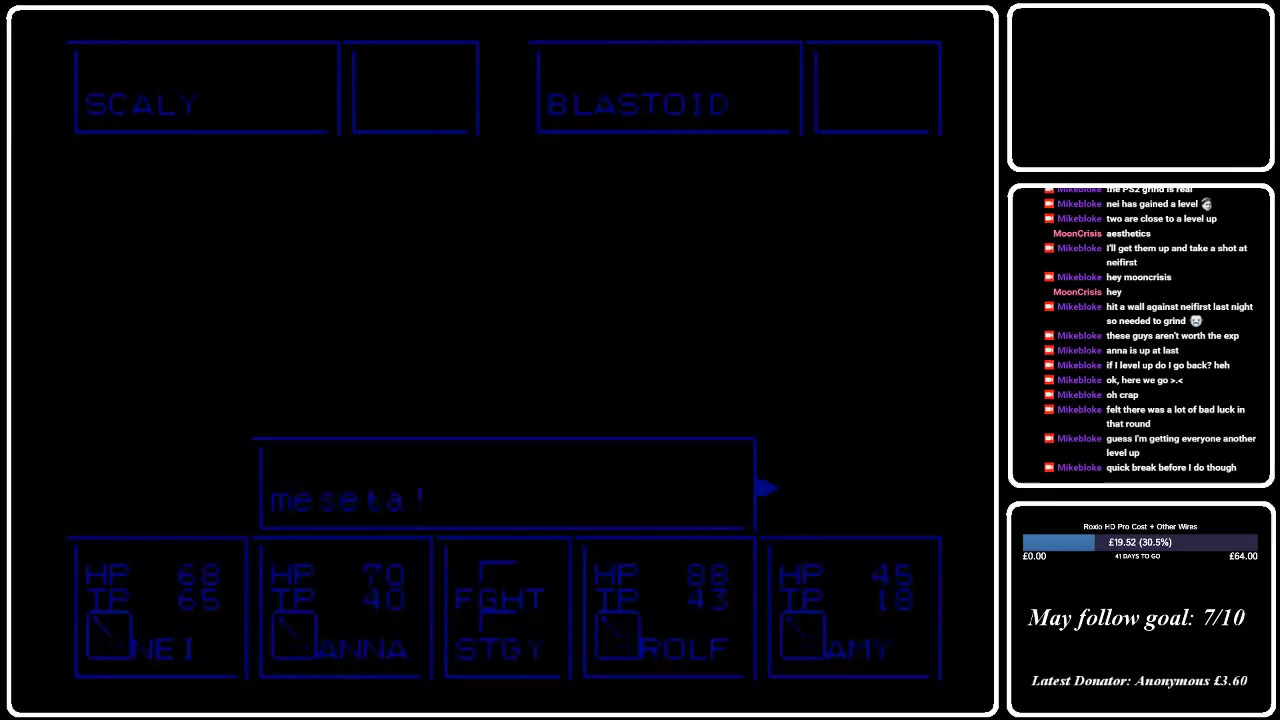 SCALY
BLASTOID
meseta!
HP 68
TP 65
NEI
HP 70
TP 40
ANNA
FGHT
STGY
HP 88
TP 43
ROLF
HP 45
TP 18
AMY
Mikebloke the PS2 grind is real
Mikebloke nei has gained a level
Mikebloke two are close to a level up
MoonCrisis aesthetics
Mikebloke I'll get them up and take a shot at
neifirst
Mikebloke hey mooncrisis
MoonCrisis hey
Mikebloke hit a wall against neifirst last night
so needed to grind
Mikebloke these guys aren't worth the exp
Mikebloke anna is up at last
Mikebloke if I level up do I go back? heh
Mikebloke ok, here we go >.<
Mikebloke oh crap
Mikebloke felt there was a lot of bad luck in
that round
Mikebloke guess I'm getting everyone another
level up
Mikebloke quick break before I do though
Roxio HD Pro Cost + Other Wires
£19.52 (30.5%)
£0.00 41 DAYS TO GO £64.00
May follow goal: 7/10
Latest Donator: Anonymous £3.60